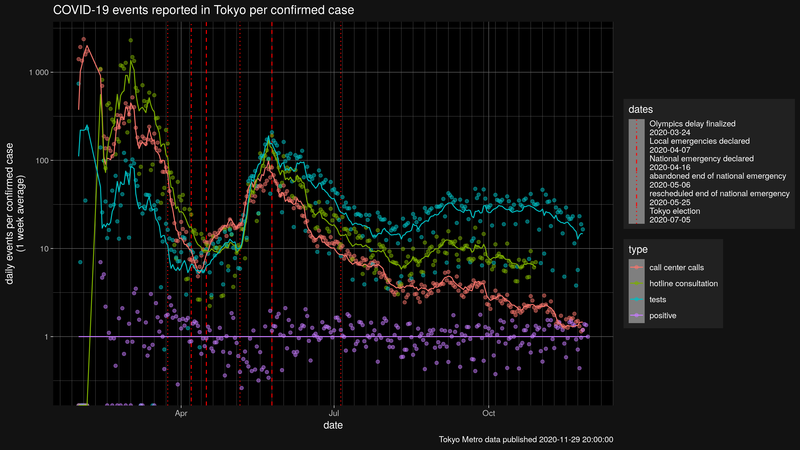 COVID-19 events reported in Tokyo per confirmed case
daily events per confirmed case
(1 week average)
1 000
100
10
1
Apr
Jul
Oct
date
dates
Olympics delay finalized
2020-03-24
Local emergencies declared
2020-04-07
National emergency declared
2020-04-16
abandoned end of national emergency
2020-05-06
rescheduled end of national emergency
2020-05-25
Tokyo election
2020-07-05
type
call center calls
hotline consultation
tests
positive
Tokyo Metro data published 2020-11-29 20:00:00